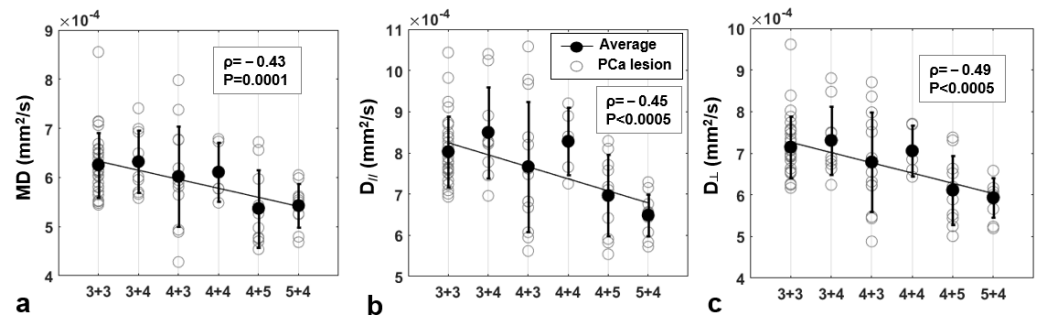 ×10⁻⁴
9
8
7
6
5
4
MD (mm²/s)
ρ= − 0.43
P=0.0001
3+3 3+4 4+3 4+4 4+5 5+4
a
×10⁻⁴
11
10
9
8
7
6
5
D// (mm²/s)
Average
PCa lesion
ρ= − 0.45
P<0.0005
3+3 3+4 4+3 4+4 4+5 5+4
b
×10⁻⁴
10
9
8
7
6
5
4
D⊥ (mm²/s)
ρ= − 0.49
P<0.0005
3+3 3+4 4+3 4+4 4+5 5+4
c